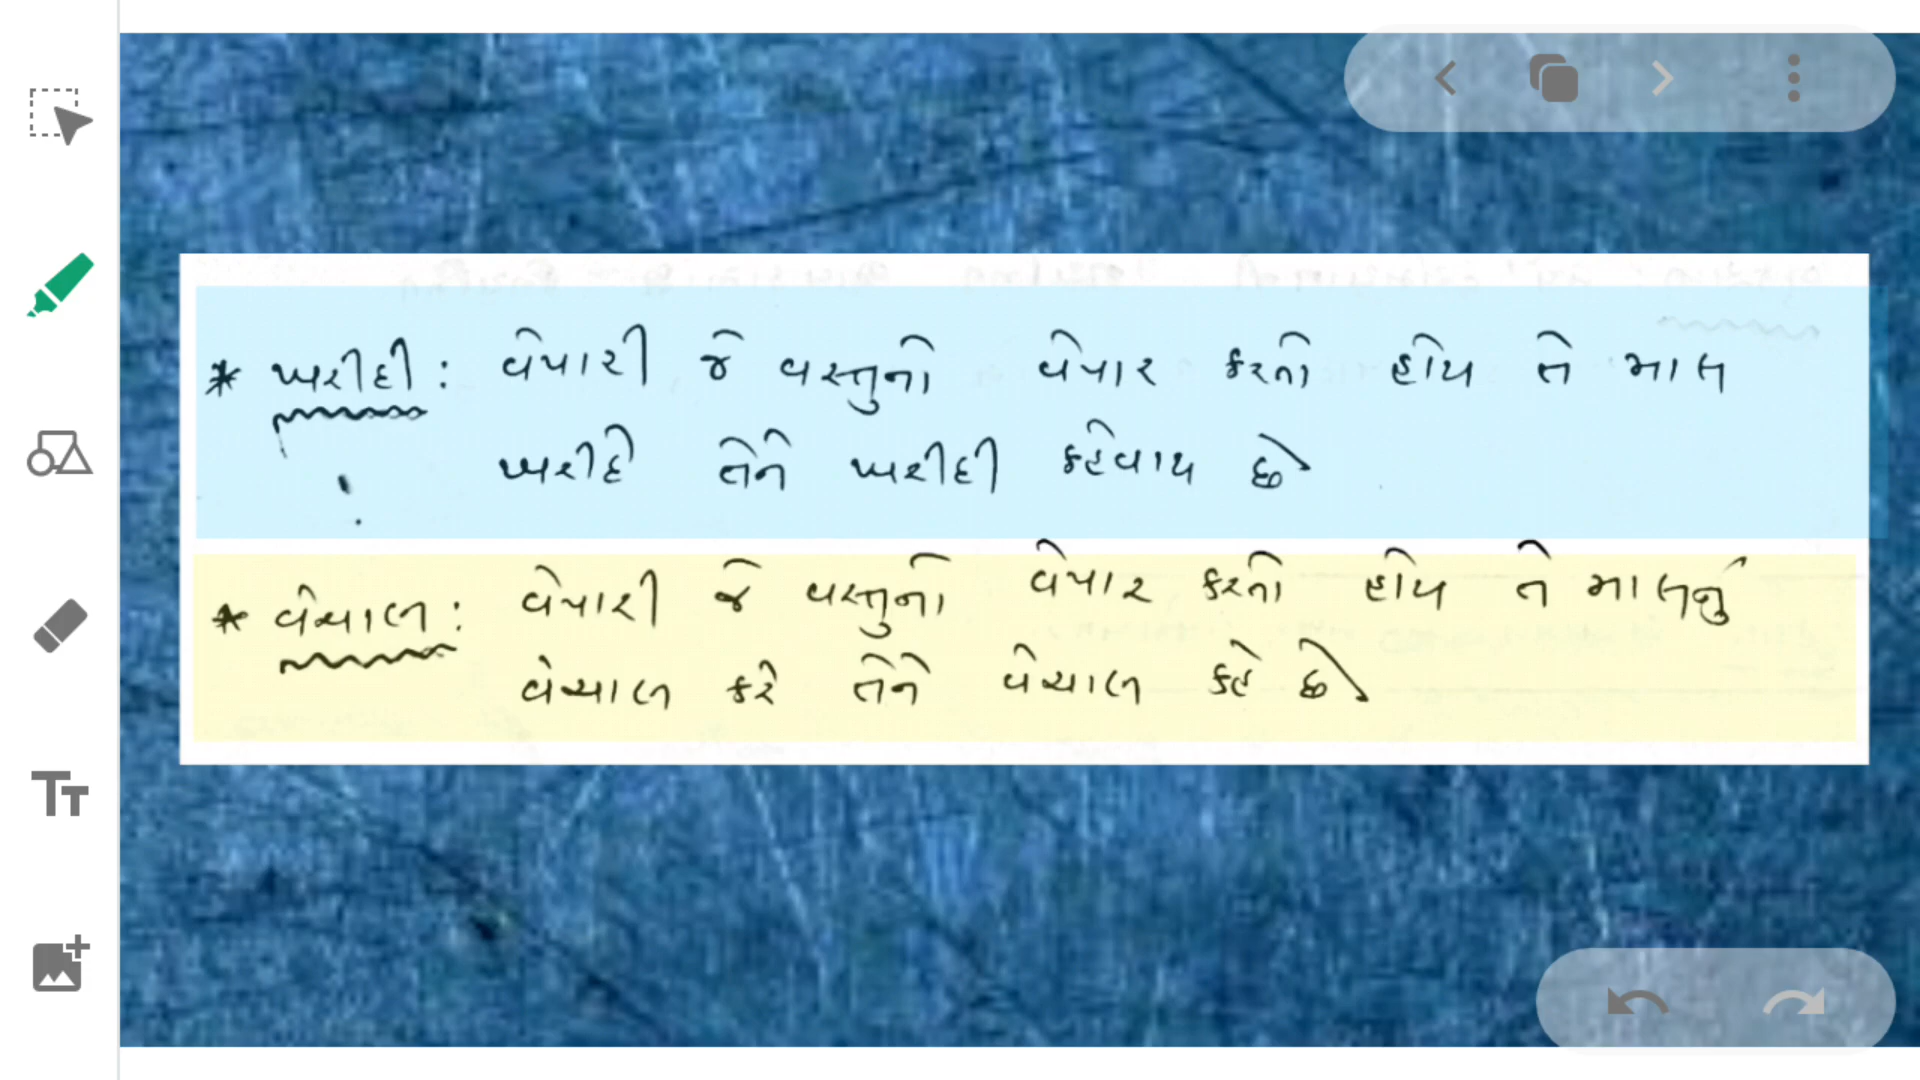 * ખરીદી : વેપારી જે વસ્તુનો વેપાર કરતો હોય તે માલ
ખરીદે તેને ખરીદી કહેવાય છે
* વેચાણ : વેપારી જે વસ્તુનો વેપાર કરતો હોય તે માલનું
વેચાણ કરે તેને વેચાણ કહે છે